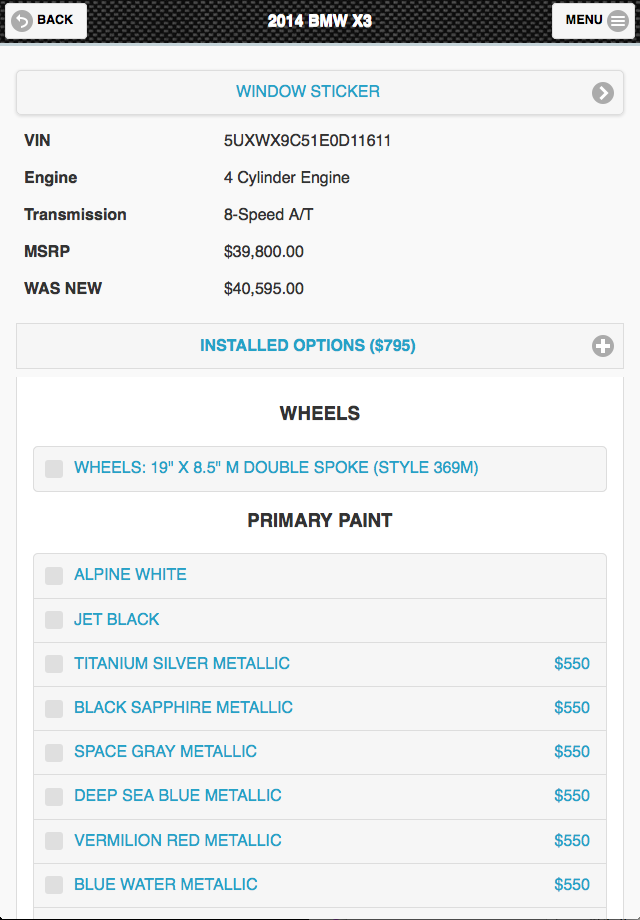 BACK
2014 BMW X3
MENU
WINDOW STICKER
VIN 5UXWX9C51E0D11611
Engine 4 Cylinder Engine
Transmission 8-Speed A/T
MSRP $39,800.00
WAS NEW $40,595.00
INSTALLED OPTIONS ($795)
WHEELS
WHEELS: 19" X 8.5" M DOUBLE SPOKE (STYLE 369M)
PRIMARY PAINT
ALPINE WHITE
JET BLACK
TITANIUM SILVER METALLIC $550
BLACK SAPPHIRE METALLIC $550
SPACE GRAY METALLIC $550
DEEP SEA BLUE METALLIC $550
VERMILION RED METALLIC $550
BLUE WATER METALLIC $550